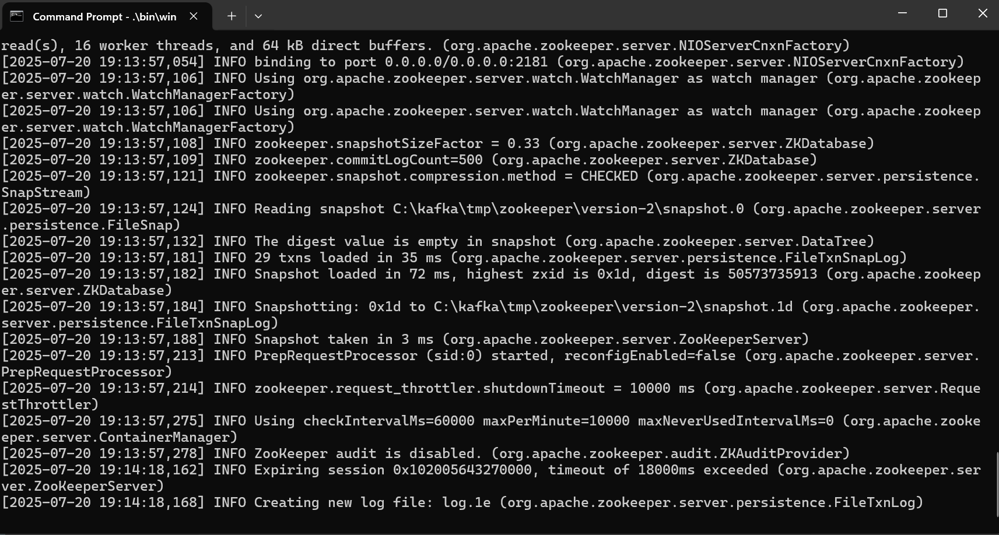 Command Prompt - .\bin\win
read(s), 16 worker threads, and 64 kB direct buffers. (org.apache.zookeeper.server.NIOServerCnxnFactory)
[2025-07-20 19:13:57,054] INFO binding to port 0.0.0.0/0.0.0.0:2181 (org.apache.zookeeper.server.NIOServerCnxnFactory)
[2025-07-20 19:13:57,106] INFO Using org.apache.zookeeper.server.watch.WatchManager as watch manager (org.apache.zookeep
er.server.watch.WatchManagerFactory)
[2025-07-20 19:13:57,106] INFO Using org.apache.zookeeper.server.watch.WatchManager as watch manager (org.apache.zookeep
er.server.watch.WatchManagerFactory)
[2025-07-20 19:13:57,108] INFO zookeeper.snapshotSizeFactor = 0.33 (org.apache.zookeeper.server.ZKDatabase)
[2025-07-20 19:13:57,109] INFO zookeeper.commitLogCount=500 (org.apache.zookeeper.server.ZKDatabase)
[2025-07-20 19:13:57,121] INFO zookeeper.snapshot.compression.method = CHECKED (org.apache.zookeeper.server.persistence.
SnapStream)
[2025-07-20 19:13:57,124] INFO Reading snapshot C:\kafka\tmp\zookeeper\version-2\snapshot.0 (org.apache.zookeeper.server
.persistence.FileSnap)
[2025-07-20 19:13:57,132] INFO The digest value is empty in snapshot (org.apache.zookeeper.server.DataTree)
[2025-07-20 19:13:57,181] INFO 29 txns loaded in 35 ms (org.apache.zookeeper.server.persistence.FileTxnSnapLog)
[2025-07-20 19:13:57,182] INFO Snapshot loaded in 72 ms, highest zxid is 0x1d, digest is 50573735913 (org.apache.zookeep
er.server.ZKDatabase)
[2025-07-20 19:13:57,184] INFO Snapshotting: 0x1d to C:\kafka\tmp\zookeeper\version-2\snapshot.1d (org.apache.zookeeper.
server.persistence.FileTxnSnapLog)
[2025-07-20 19:13:57,188] INFO Snapshot taken in 3 ms (org.apache.zookeeper.server.ZooKeeperServer)
[2025-07-20 19:13:57,213] INFO PrepRequestProcessor (sid:0) started, reconfigEnabled=false (org.apache.zookeeper.server.
PrepRequestProcessor)
[2025-07-20 19:13:57,214] INFO zookeeper.request_throttler.shutdownTimeout = 10000 ms (org.apache.zookeeper.server.Reque
stThrottler)
[2025-07-20 19:13:57,275] INFO Using checkIntervalMs=60000 maxPerMinute=10000 maxNeverUsedIntervalMs=0 (org.apache.zooke
eper.server.ContainerManager)
[2025-07-20 19:13:57,278] INFO ZooKeeper audit is disabled. (org.apache.zookeeper.audit.ZKAuditProvider)
[2025-07-20 19:14:18,162] INFO Expiring session 0x102005643270000, timeout of 18000ms exceeded (org.apache.zookeeper.ser
ver.ZooKeeperServer)
[2025-07-20 19:14:18,168] INFO Creating new log file: log.1e (org.apache.zookeeper.server.persistence.FileTxnLog)